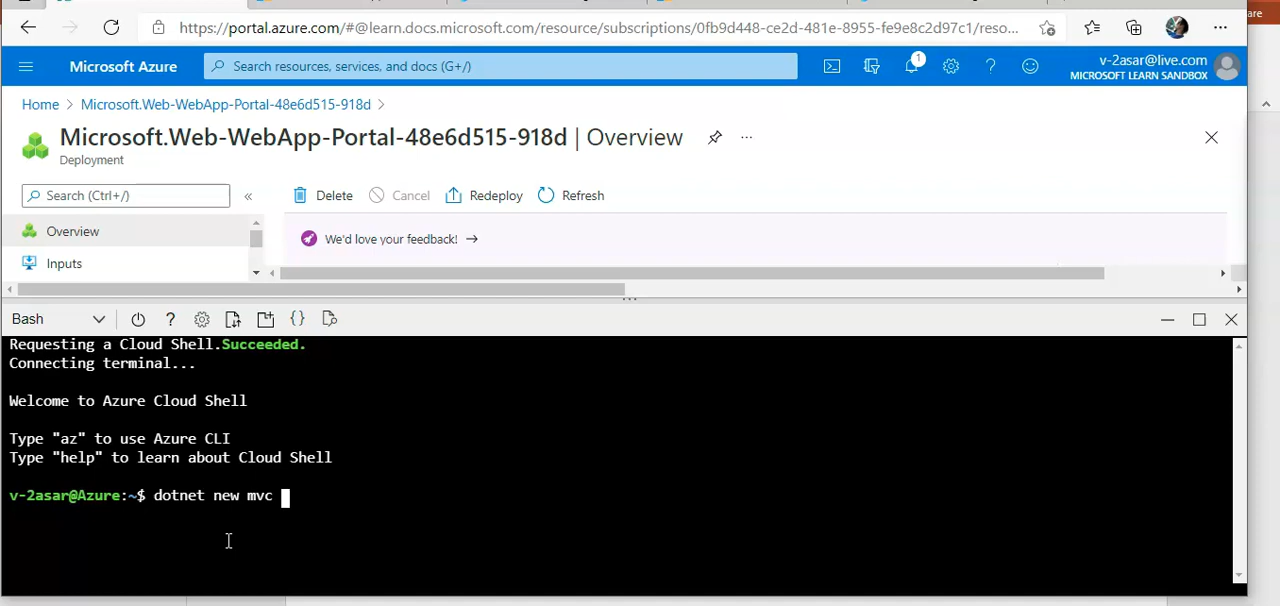 https://portal.azure.com/#@learn.docs.microsoft.com/resource/subscriptions/0fb9d448-ce2d-481e-8955-fe9e8c2d97c1/reso...
are
Microsoft Azure
Search resources, services, and docs (G+/)
1
v-2asar@live.com
MICROSOFT LEARN SANDBOX
Home > Microsoft.Web-WebApp-Portal-48e6d515-918d >
Microsoft.Web-WebApp-Portal-48e6d515-918d | Overview
Deployment
Search (Ctrl+/)
Delete
Cancel
Redeploy
Refresh
Overview
We'd love your feedback! →
Inputs
Bash
Requesting a Cloud Shell.Succeeded.
Connecting terminal...
Welcome to Azure Cloud Shell
Type "az" to use Azure CLI
Type "help" to learn about Cloud Shell
v-2asar@Azure:~$ dotnet new mvc